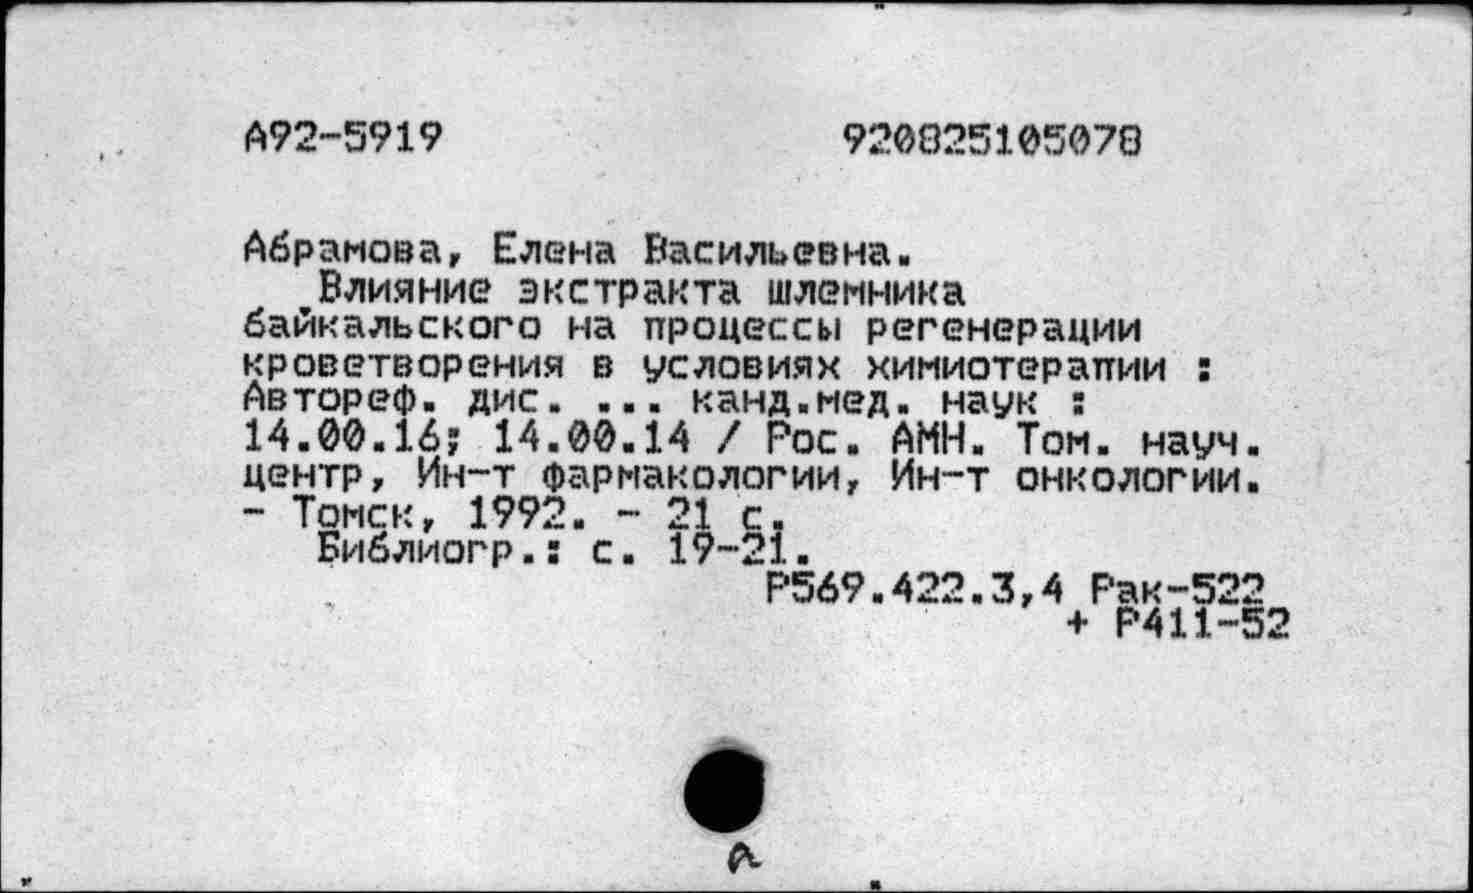 А92-5919 920825105078
Абрамова, Елена Васильевна.
Влияние экстракта шлемника
байкальского на процессы регенерации
кроветворения в условиях химиотерапии :
Автореф. дис. ... канд.мед. наук :
14.00.16; 14.00.14 / Рос. АМН. Том. науч.
центр, Ин-т фармакологии, Ин-т онкологии.
- Томск, 1992. - 21 с.
Библиогр.: с. 19-21.
Р569.422.3,4 Рак-522
+ Р411-52